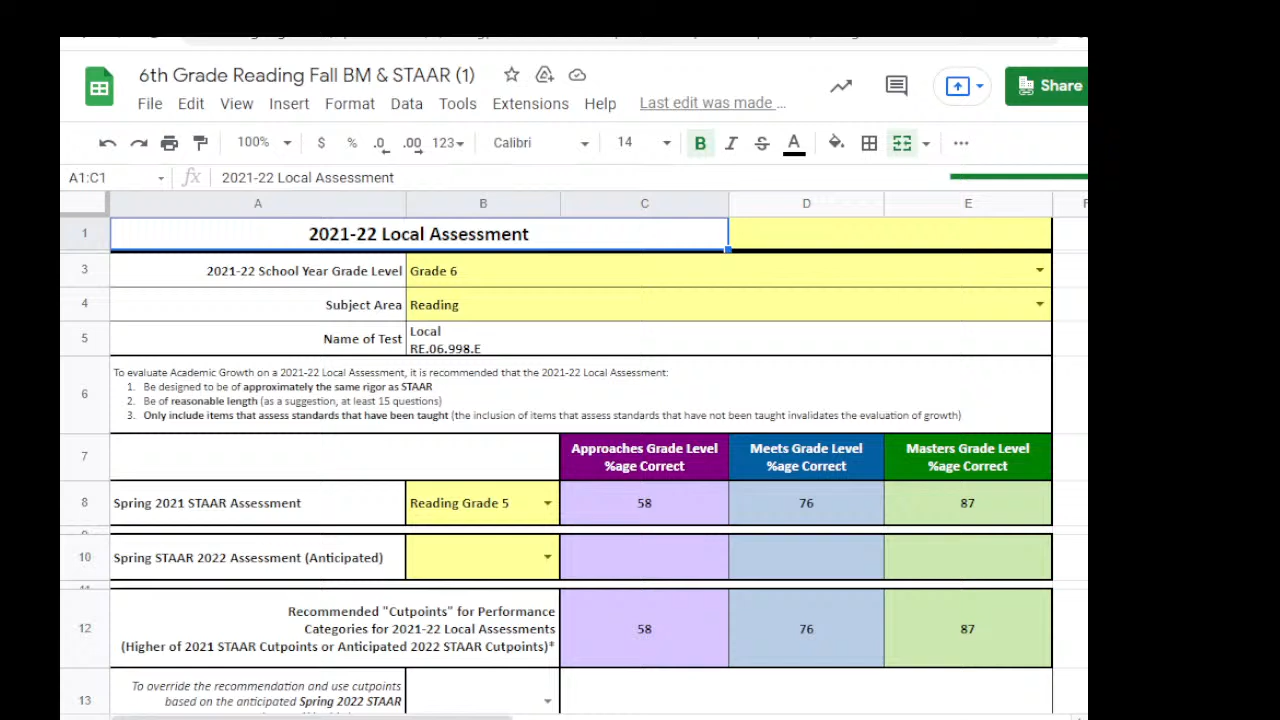 6th Grade Reading Fall BM & STAAR (1)
File Edit View Insert Format Data Tools Extensions Help Last edit was made ...
Share
100% $ % .0 .00 123 Calibri 14 B I S A ...
A1:C1 fx 2021-22 Local Assessment
A B C D E
1 2021-22 Local Assessment
3 2021-22 School Year Grade Level Grade 6
4 Subject Area Reading
5 Name of Test Local
RE.06.998.E
To evaluate Academic Growth on a 2021-22 Local Assessment, it is recommended that the 2021-22 Local Assessment:
1. Be designed to be of approximately the same rigor as STAAR
6 2. Be of reasonable length (as a suggestion, at least 15 questions)
3. Only include items that assess standards that have been taught (the inclusion of items that assess standards that have not been taught invalidates the evaluation of growth)
7 Approaches Grade Level Meets Grade Level Masters Grade Level
%age Correct %age Correct %age Correct
8 Spring 2021 STAAR Assessment Reading Grade 5 58 76 87
10 Spring STAAR 2022 Assessment (Anticipated)
Recommended "Cutpoints" for Performance
12 Categories for 2021-22 Local Assessments 58 76 87
(Higher of 2021 STAAR Cutpoints or Anticipated 2022 STAAR Cutpoints)*
To override the recommendation and use cutpoints
13 based on the anticipated Spring 2022 STAAR